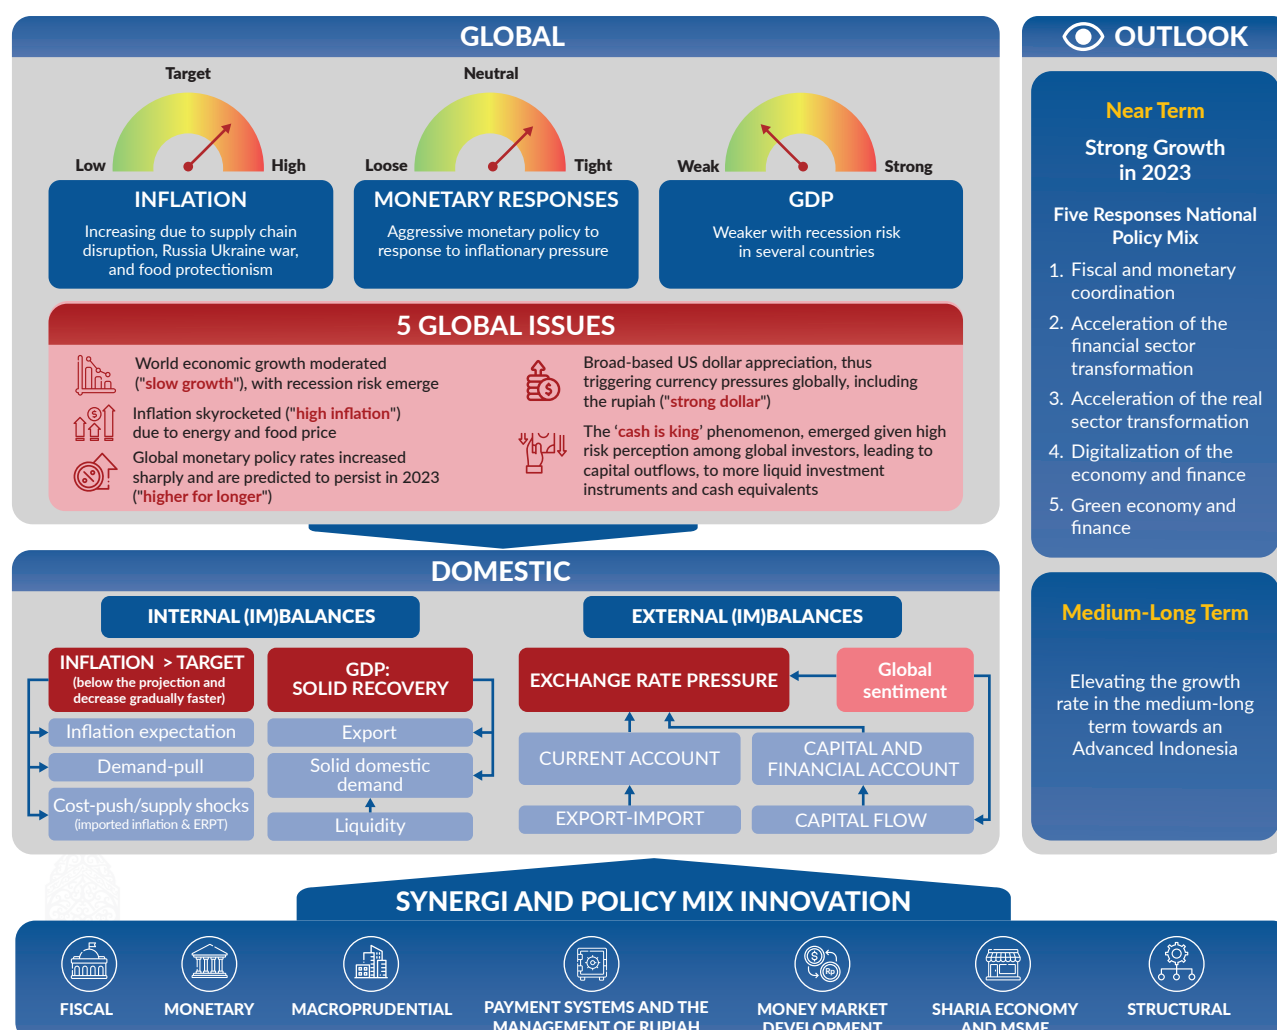 GLOBAL
Target
Low
High
INFLATION
Increasing due to supply chain
disruption, Russia Ukraine war,
and food protectionism
Neutral
Loose
Tight
MONETARY RESPONSES
Aggressive monetary policy to
response to inflationary pressure
Weak
Strong
GDP
Weaker with recession risk
in several countries
5 GLOBAL ISSUES
World economic growth moderated
("slow growth"), with recession risk emerge
Inflation skyrocketed ("high inflation")
due to energy and food price
Global monetary policy rates increased
sharply and are predicted to persist in 2023
("higher for longer")
Broad-based US dollar appreciation, thus
triggering currency pressures globally, including
the rupiah ("strong dollar")
The ‘cash is king’ phenomenon, emerged given high
risk perception among global investors, leading to
capital outflows, to more liquid investment
instruments and cash equivalents
DOMESTIC
INTERNAL (IM)BALANCES
INFLATION > TARGET
(below the projection and
decrease gradually faster)
Inflation expectation
Demand-pull
Cost-push/supply shocks
(imported inflation & ERPT)
GDP:
SOLID RECOVERY
Export
Solid domestic
demand
Liquidity
EXTERNAL (IM)BALANCES
EXCHANGE RATE PRESSURE
Global
sentiment
CURRENT ACCOUNT
CAPITAL AND
FINANCIAL ACCOUNT
EXPORT-IMPORT
CAPITAL FLOW
OUTLOOK
Near Term
Strong Growth
in 2023
Five Responses National
Policy Mix
1. Fiscal and monetary
coordination
2. Acceleration of the
financial sector
transformation
3. Acceleration of the real
sector transformation
4. Digitalization of the
economy and finance
5. Green economy and
finance
Medium-Long Term
Elevating the growth
rate in the medium-long
term towards an
Advanced Indonesia
SYNERGI AND POLICY MIX INNOVATION
FISCAL
MONETARY
MACROPRUDENTIAL
PAYMENT SYSTEMS AND THE
MANAGEMENT OF RUPIAH
$
Rp
MONEY MARKET
DEVELOPMENT
SHARIA ECONOMY
AND MSME
STRUCTURAL